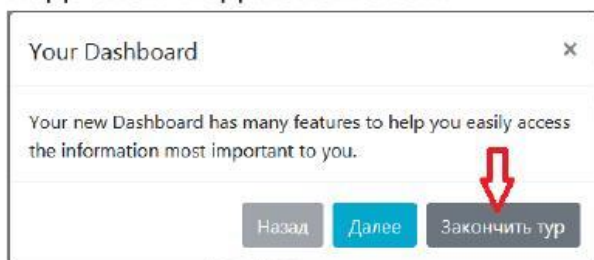 Your Dashboard ×
Your new Dashboard has many features to help you easily access
the information most important to you.
Назад Далее Закончить тур